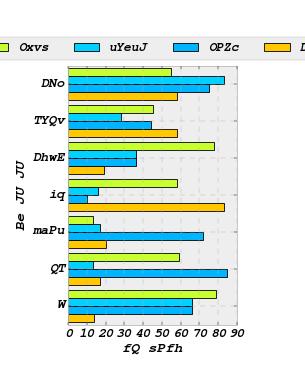 Oxvs uYeuJ OPZc
DNo
TYQv
DhwE
iq
maPu
QT
W
Be JU JU
0 10 20 30 40 50 60 70 80 90
fQ sPfh